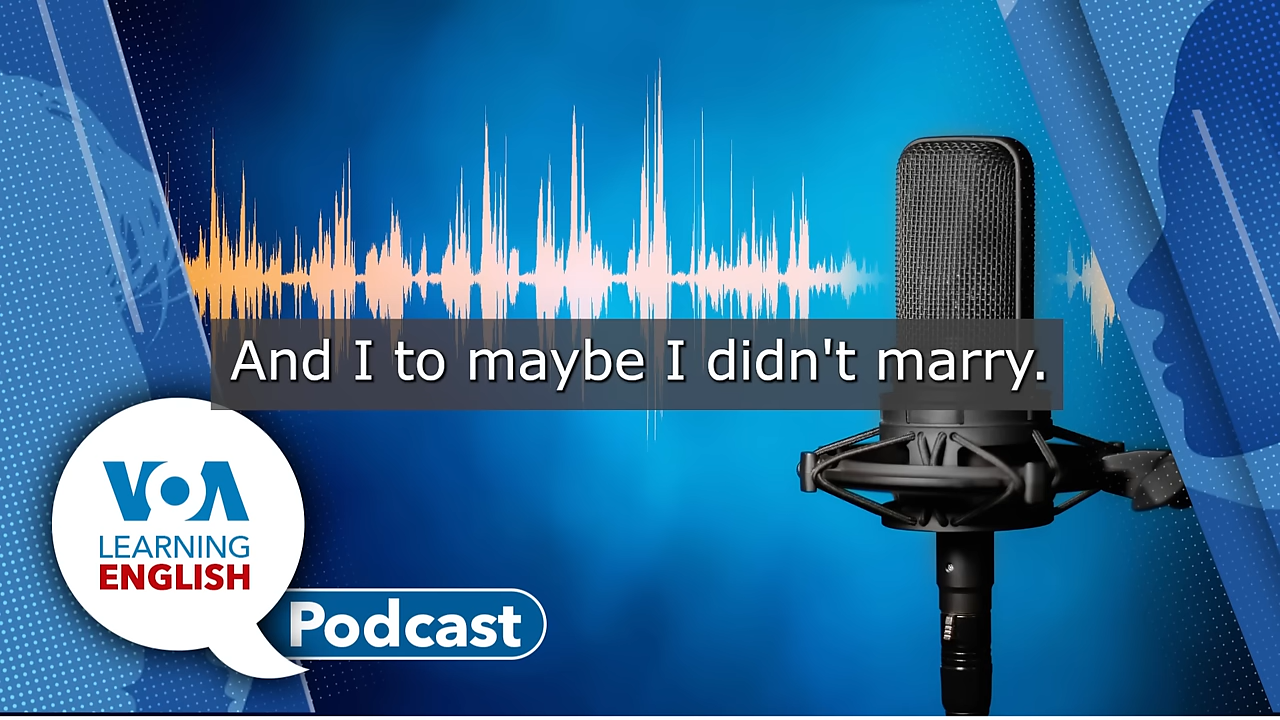 And I to maybe I didn't marry.
VOA
LEARNING
ENGLISH
Podcast